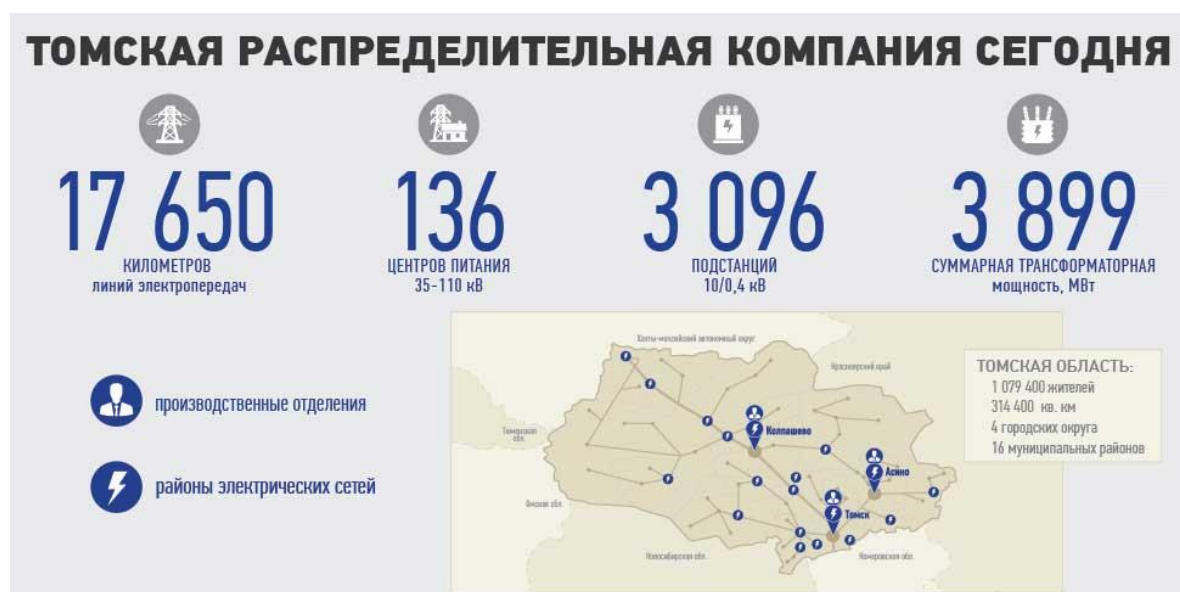 ТОМСКАЯ РАСПРЕДЕЛИТЕЛЬНАЯ КОМПАНИЯ СЕГОДНЯ
17 650
КИЛОМЕТРОВ
линий электропередач
136
ЦЕНТРОВ ПИТАНИЯ
35-110 кВ
3 096
ПОДСТАНЦИЙ
10/0,4 кВ
3 899
СУММАРНАЯ ТРАНСФОРМАТОРНАЯ
мощность, МВт
производственные отделения
районы электрических сетей
Ханты-мансийский автономный округ
Красноярский край
Тюменская
обл.
Омская обл.
Новосибирская обл.
Кемеровская обл.
Колпашево
Асино
Томск
ТОМСКАЯ ОБЛАСТЬ:
1 079 400 жителей
314 400 кв. км
4 городских округа
16 муниципальных районов